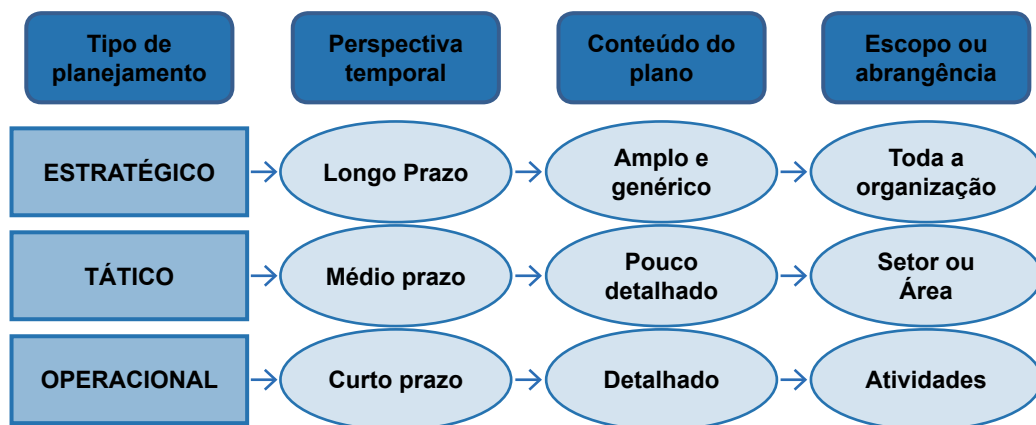 Tipo de
planejamento
Perspectiva
temporal
Conteúdo do
plano
Escopo ou
abrangência
ESTRATÉGICO
Longo Prazo
Amplo e
genérico
Toda a
organização
TÁTICO
Médio prazo
Pouco
detalhado
Setor ou
Área
OPERACIONAL
Curto prazo
Detalhado
Atividades